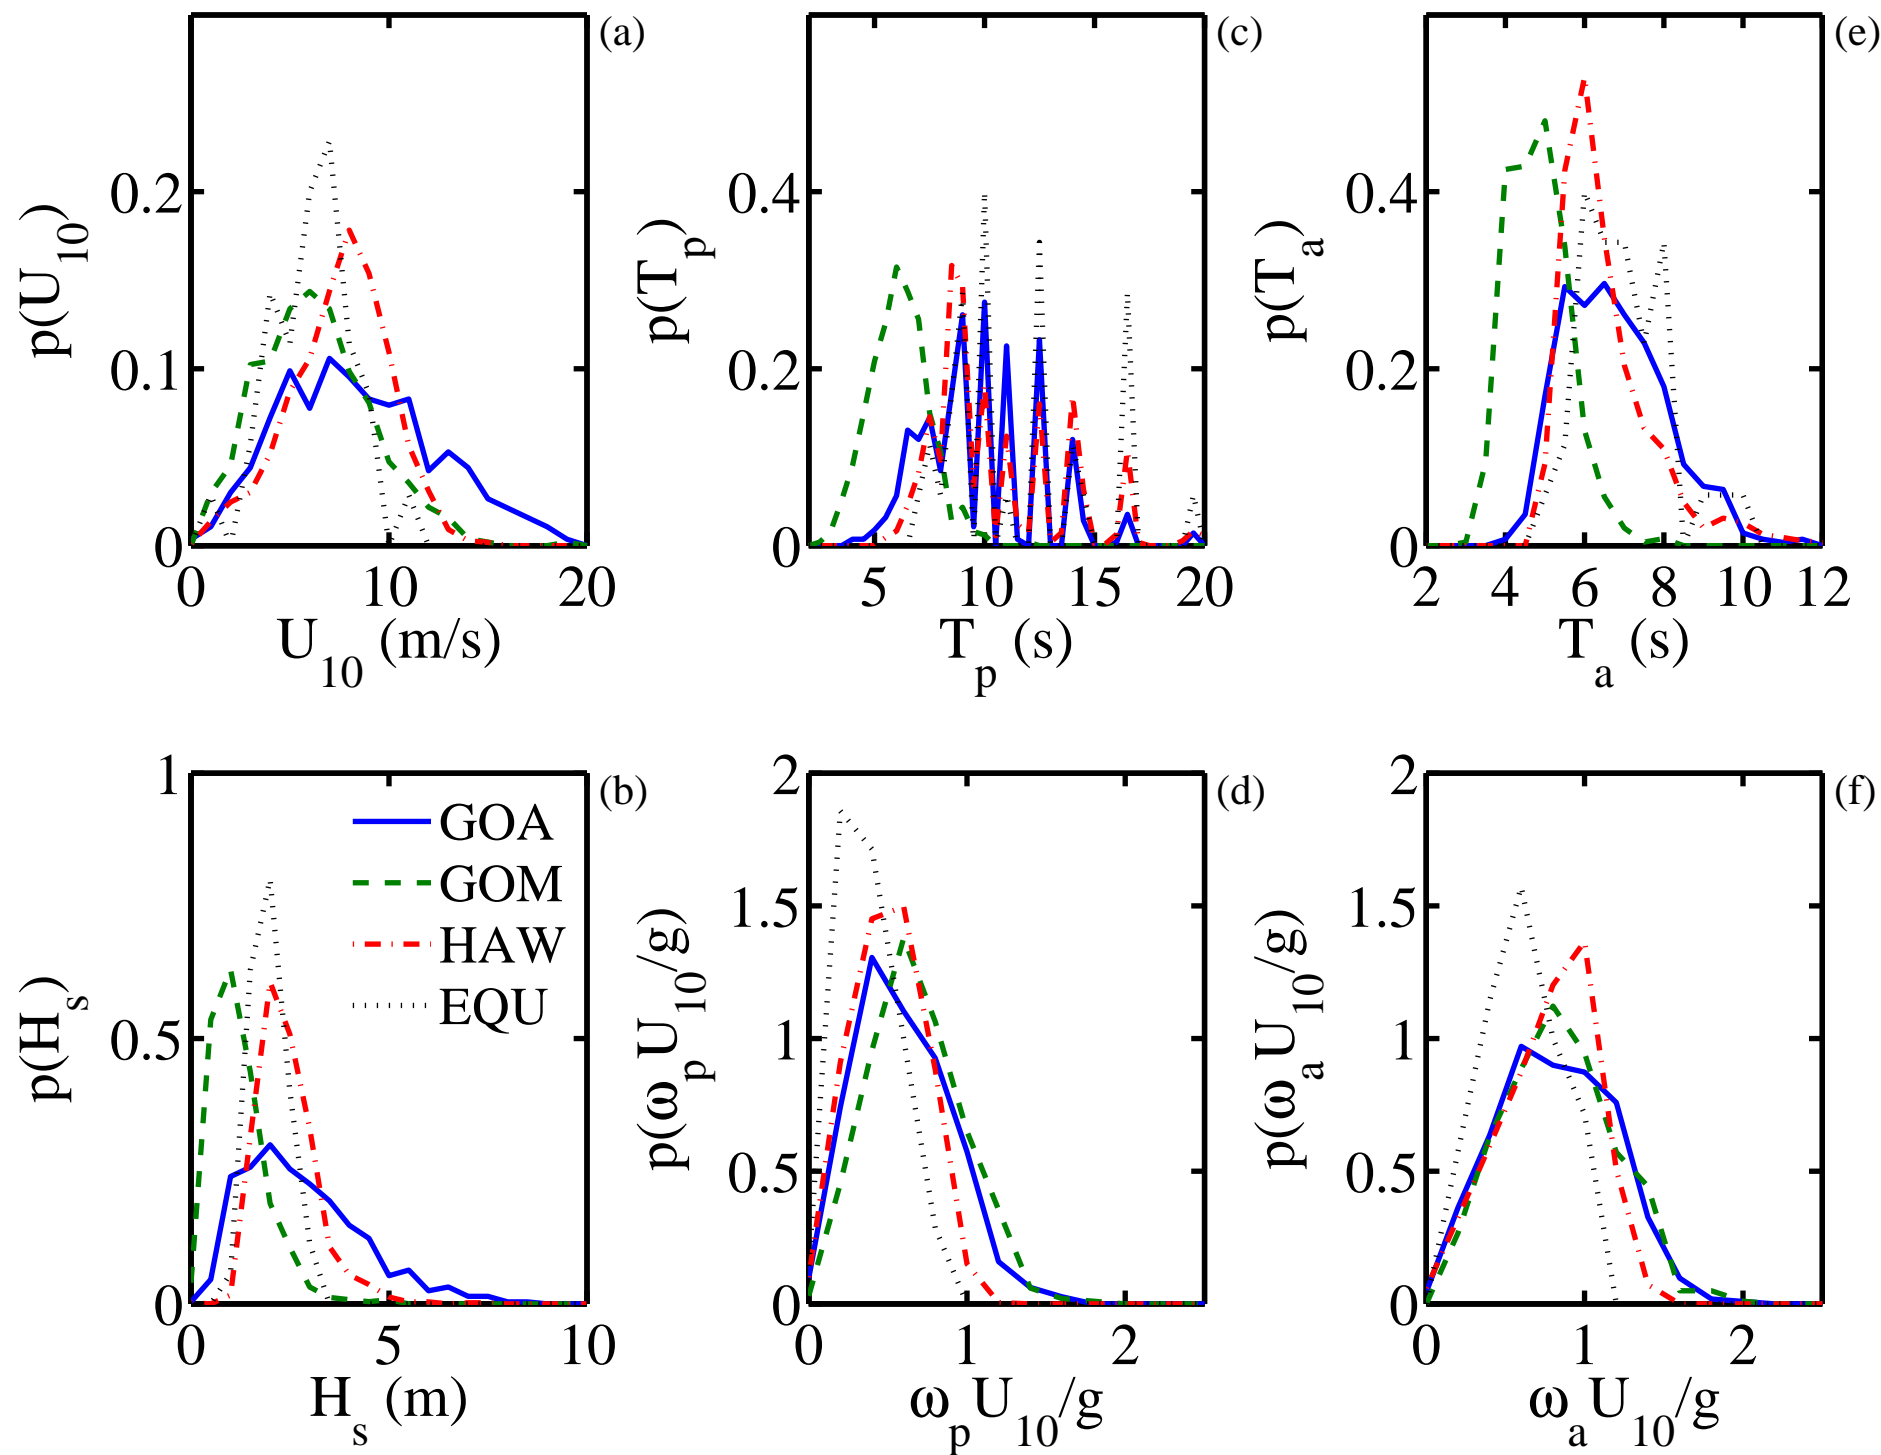 (a)
0.2
0.1
0
0 10 20
p(U10)
U10 (m/s)
(c)
0.4
0.2
0
5 10 15 20
p(Tp)
Tp (s)
(e)
0.4
0.2
0
2 4 6 8 10 12
p(Ta)
Ta (s)
(b)
1
0.5
0
0 5 10
p(Hs)
Hs (m)
GOA
GOM
HAW
EQU
(d)
2
1.5
1
0.5
0
0 1 2
p(ωpU10/g)
ωpU10/g
(f)
2
1.5
1
0.5
0
0 1 2
p(ωaU10/g)
ωaU10/g